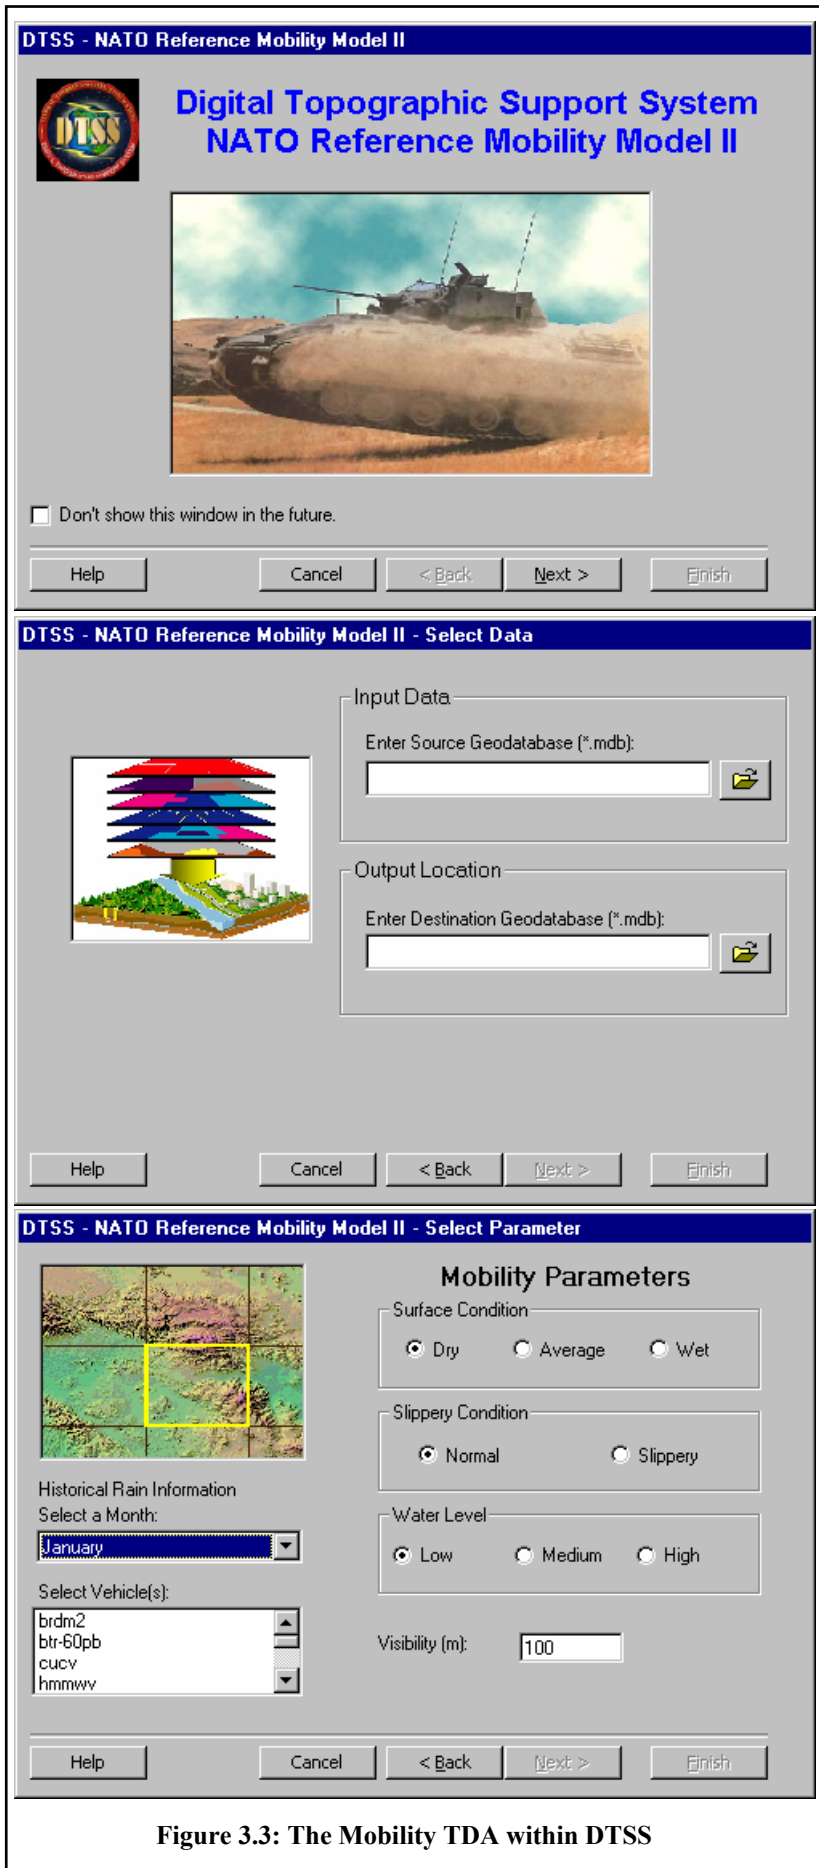 DTSS - NATO Reference Mobility Model II
DTSS
Digital Topographic Support System
NATO Reference Mobility Model II
Don't show this window in the future.
Help
Cancel
< Back
Next >
Finish
DTSS - NATO Reference Mobility Model II - Select Data
Input Data
Enter Source Geodatabase (*.mdb):
Output Location
Enter Destination Geodatabase (*.mdb):
Help
Cancel
< Back
Next >
Finish
DTSS - NATO Reference Mobility Model II - Select Parameter
Mobility Parameters
Surface Condition
Dry
Average
Wet
Slippery Condition
Normal
Slippery
Historical Rain Information
Select a Month:
January
Water Level
Low
Medium
High
Select Vehicle(s):
brdm2
btr-60pb
cucv
hmmwv
Visibility (m):
100
Help
Cancel
< Back
Next >
Finish
Figure 3.3: The Mobility TDA within DTSS